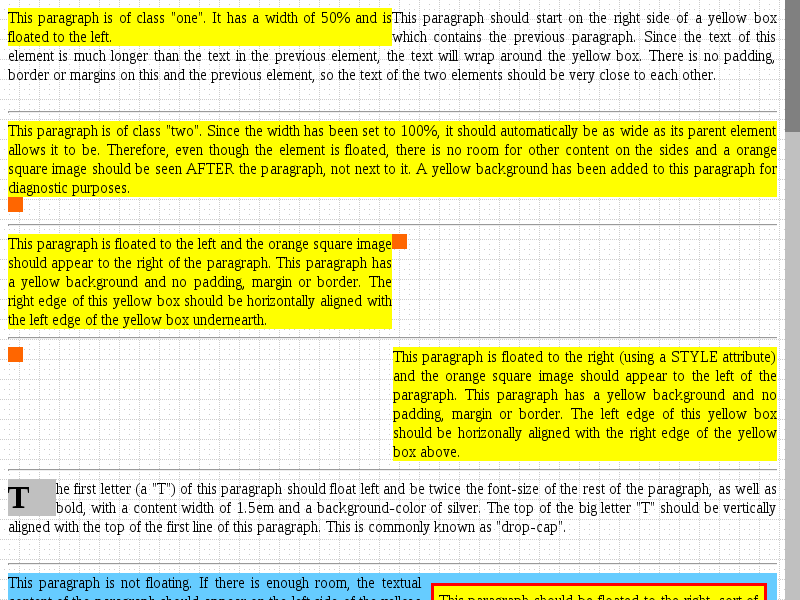 This paragraph is of class "one". It has a width of 50% and is
floated to the left.
This paragraph should start on the right side of a yellow box
which contains the previous paragraph. Since the text of this
element is much longer than the text in the previous element, the text will wrap around the yellow box. There is no padding,
border or margins on this and the previous element, so the text of the two elements should be very close to each other.
This paragraph is of class "two". Since the width has been set to 100%, it should automatically be as wide as its parent element
allows it to be. Therefore, even though the element is floated, there is no room for other content on the sides and a orange
square image should be seen AFTER the paragraph, not next to it. A yellow background has been added to this paragraph for
diagnostic purposes.
This paragraph is floated to the left and the orange square image
should appear to the right of the paragraph. This paragraph has
a yellow background and no padding, margin or border. The
right edge of this yellow box should be horizontally aligned with
the left edge of the yellow box undernearth.
This paragraph is floated to the right (using a STYLE attribute)
and the orange square image should appear to the left of the
paragraph. This paragraph has a yellow background and no
padding, margin or border. The left edge of this yellow box
should be horizonally aligned with the right edge of the yellow
box above.
The first letter (a "T") of this paragraph should float left and be twice the font-size of the rest of the paragraph, as well as
bold, with a content width of 1.5em and a background-color of silver. The top of the big letter "T" should be vertically
aligned with the top of the first line of this paragraph. This is commonly known as "drop-cap".
This paragraph is not floating. If there is enough room, the textual
content of this paragraph should appear on the left side of the yellow
This paragraph should be floated to the right, sort of